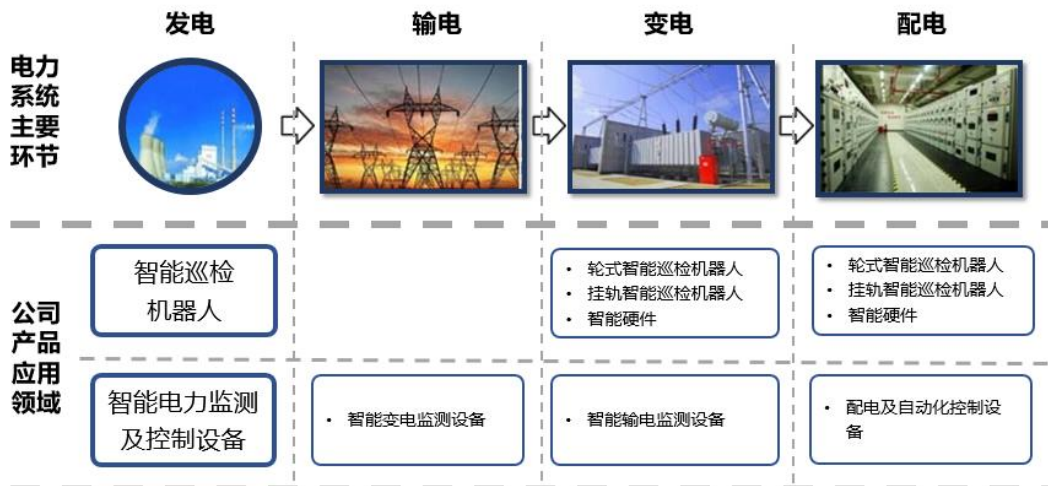 发电
输电
变电
配电
电力
系统
主要
环节
公司
产品
应用
领域
智能巡检
机器人
• 轮式智能巡检机器人
• 挂轨智能巡检机器人
• 智能硬件
• 轮式智能巡检机器人
• 挂轨智能巡检机器人
• 智能硬件
智能电力监测
及控制设备
• 智能变电监测设备
• 智能输电监测设备
• 配电及自动化控制设
备